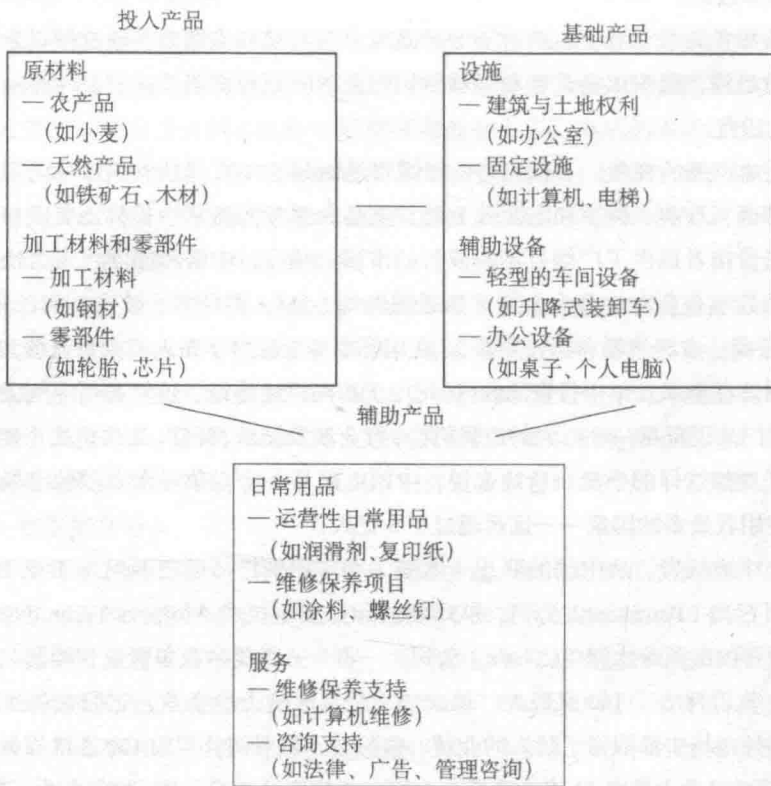 投人产品
原材料
—农产品
(如小麦)
—天然产品
(如铁矿石、木材)
加工材料和零部件
—加工材料
(如钢材)
—零部件
(如轮胎、芯片)
基础产品
设施
—建筑与土地权利
(如办公室)
—固定设施
(如计算机、电梯)
辅助设备
—轻型的车间设备
(如升降式装卸车)
—办公设备
(如桌子、个人电脑)
辅助产品
日常用品
—运营性日常用品
(如润滑剂、复印纸)
—维修保养项目
(如涂料、螺丝钉)
服务
—维修保养支持
(如计算机维修)
—咨询支持
(如法律、广告、管理咨询)